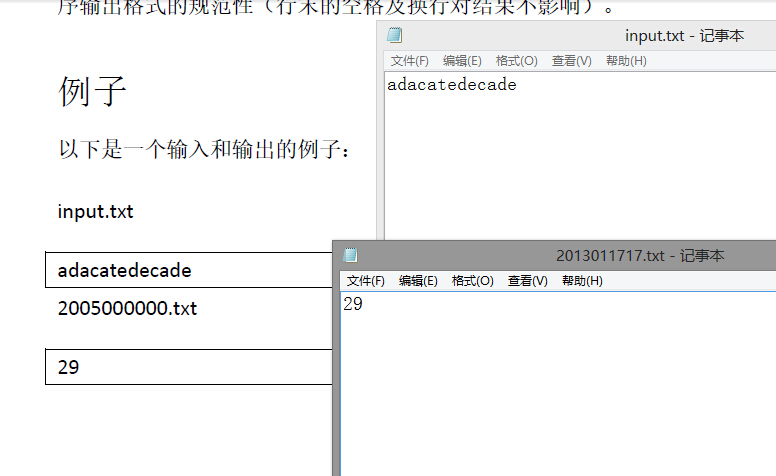 序输出格式的规范性（行末的空格及换行对结果不影响）。
例子
以下是一个输入和输出的例子：
input.txt
adacatedecade
2005000000.txt
29
input.txt - 记事本
文件(F) 编辑(E) 格式(O) 查看(V) 帮助(H)
adacatedecade
2013011717.txt - 记事本
文件(F) 编辑(E) 格式(O) 查看(V) 帮助(H)
29